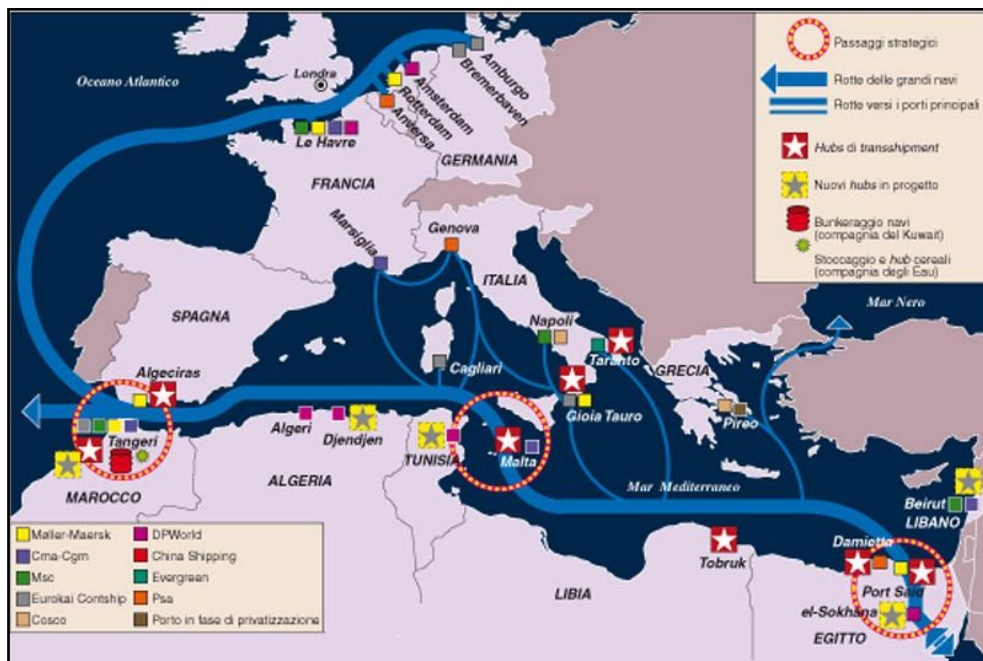 Passaggi strategici
Rotte delle grandi navi
Rotte versi i porti principali
Hubs di transshipment
Nuovi hubs in progetto
Bunkeraggio navi
(compagnia del Kuwait)
Stoccaggio e hub cereali
(compagnia degli Eau)
Oceano Atlantico
Londra
Amburgo
Bremerbaven
Amsterdam
Rotterdam
Anversa
Le Havre
GERMANIA
FRANCIA
Marsiglia
Genova
ITALIA
Mar Nero
SPAGNA
Napoli
Taranto
GRECIA
Algeciras
Cagliari
Gioia Tauro
Pireo
Tangeri
Algeri
Djendjen
TUNISIA
Malta
Mar Mediterraneo
MAROCCO
ALGERIA
Beirut
LIBANO
Tobruk
Damietta
Port Said
LIBIA
el-Sokhana
EGITTO
Møller-Maersk
Cma-Cgm
Msc
Eurokai Contship
Cosco
DPWorld
China Shipping
Evergreen
Psa
Porto in fase di privatizzazione